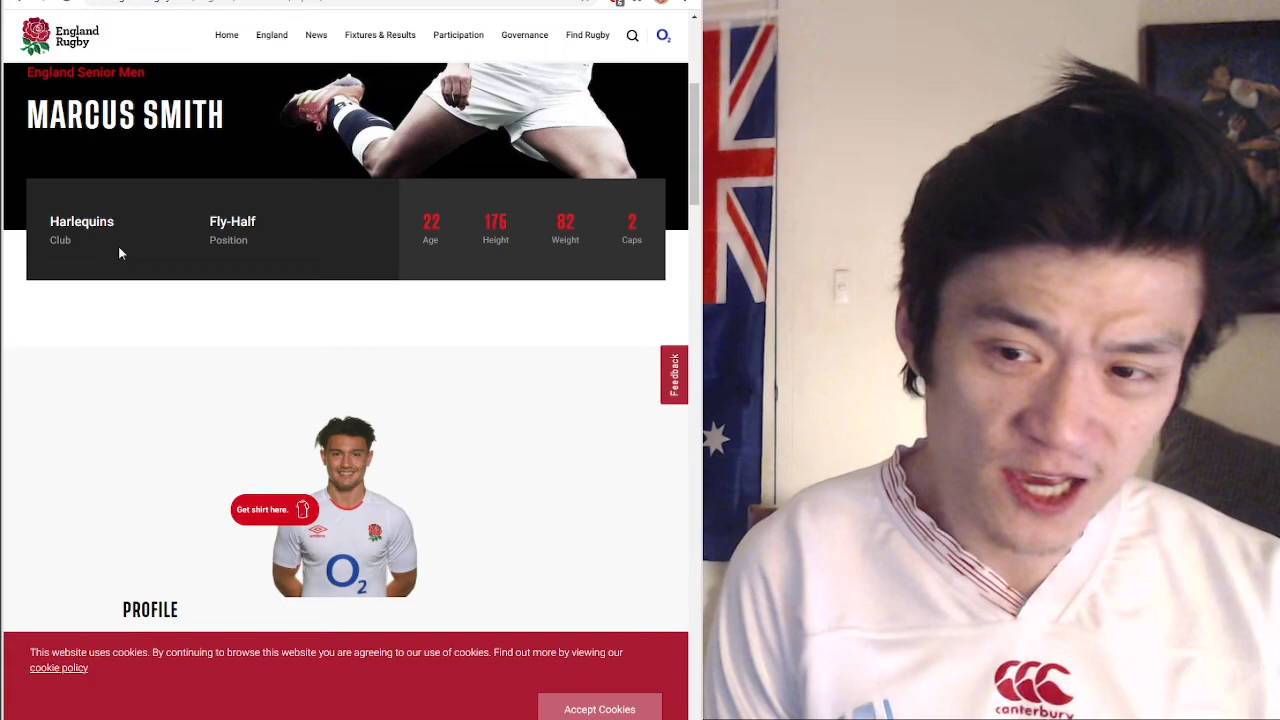 England
Rugby
Home England News Fixtures & Results Participation Governance Find Rugby O2
England Senior Men
MARCUS SMITH
Harlequins Fly-Half 22 175 82 2
Club Position Age Height Weight Caps
Feedback
Get shirt here.
umbro
O2
PROFILE
This website uses cookies. By continuing to browse this website you are agreeing to our use of cookies. Find out more by viewing our
cookie policy
Accept Cookies
canterbury